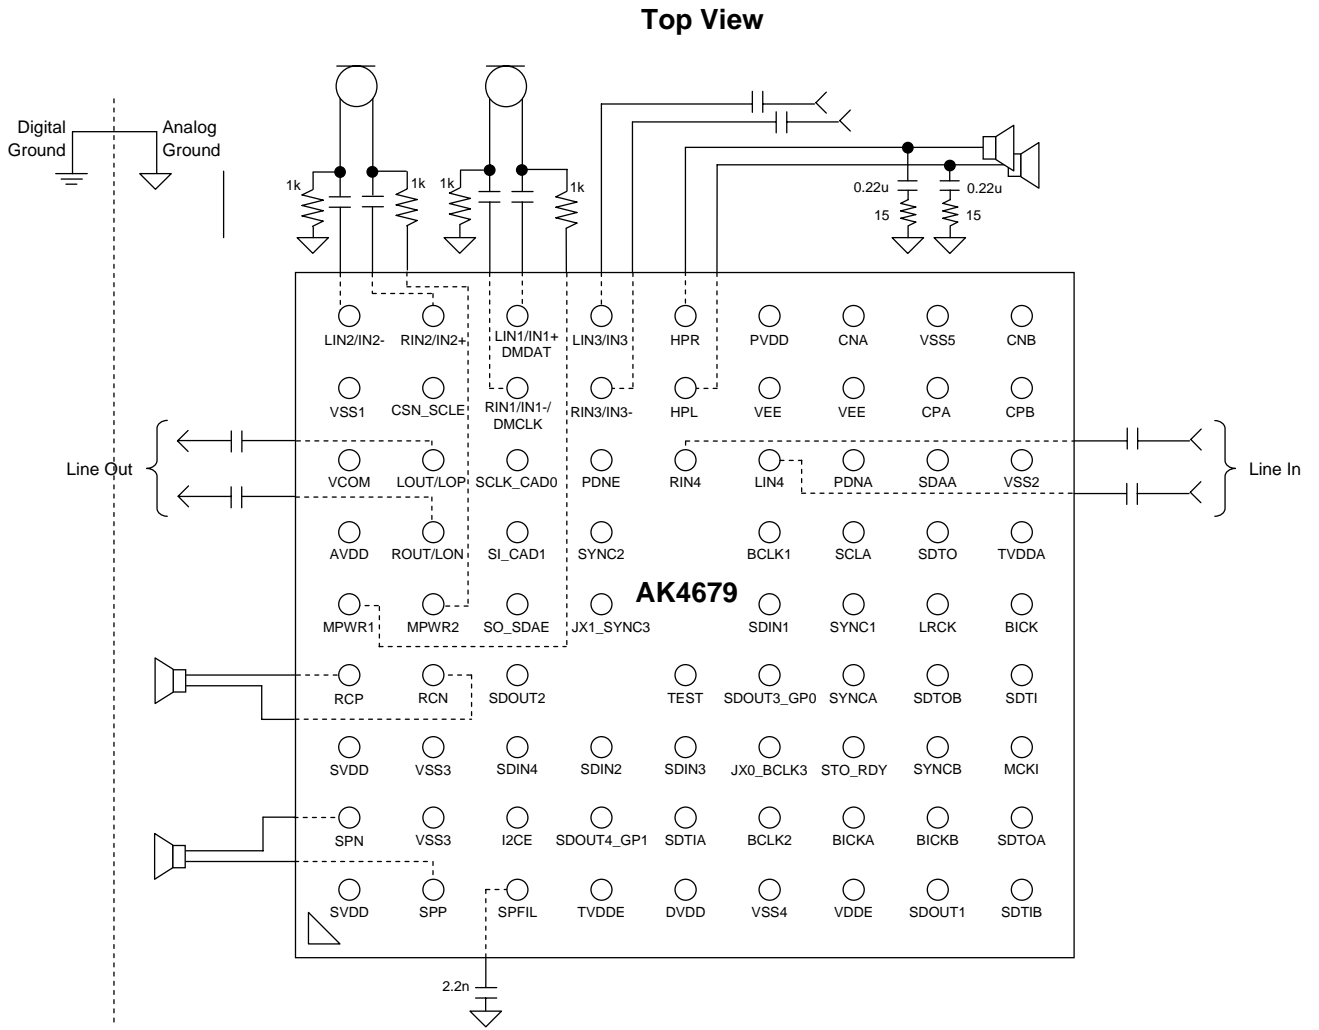 Top View
Digital
Ground
Analog
Ground
1k
1k
1k
1k
0.22u
0.22u
15
15
LIN2/IN2-
RIN2/IN2+
LIN1/IN1+
DMDAT
LIN3/IN3
HPR
PVDD
CNA
VSS5
CNB
VSS1
CSN_SCLE
RIN1/IN1-/
DMCLK
RIN3/IN3-
HPL
VEE
VEE
CPA
CPB
Line Out
VCOM
LOUT/LOP
SCLK_CAD0
PDNE
RIN4
LIN4
PDNA
SDAA
VSS2
Line In
AVDD
ROUT/LON
SI_CAD1
SYNC2
BCLK1
SCLA
SDTO
TVDDA
AK4679
MPWR1
MPWR2
SO_SDAE
JX1_SYNC3
SDIN1
SYNC1
LRCK
BICK
RCP
RCN
SDOUT2
TEST
SDOUT3_GP0
SYNCA
SDTOB
SDTI
SVDD
VSS3
SDIN4
SDIN2
SDIN3
JX0_BCLK3
STO_RDY
SYNCB
MCKI
SPN
VSS3
I2CE
SDOUT4_GP1
SDTIA
BCLK2
BICKA
BICKB
SDTOA
SVDD
SPP
SPFIL
TVDDE
DVDD
VSS4
VDDE
SDOUT1
SDTIB
2.2n